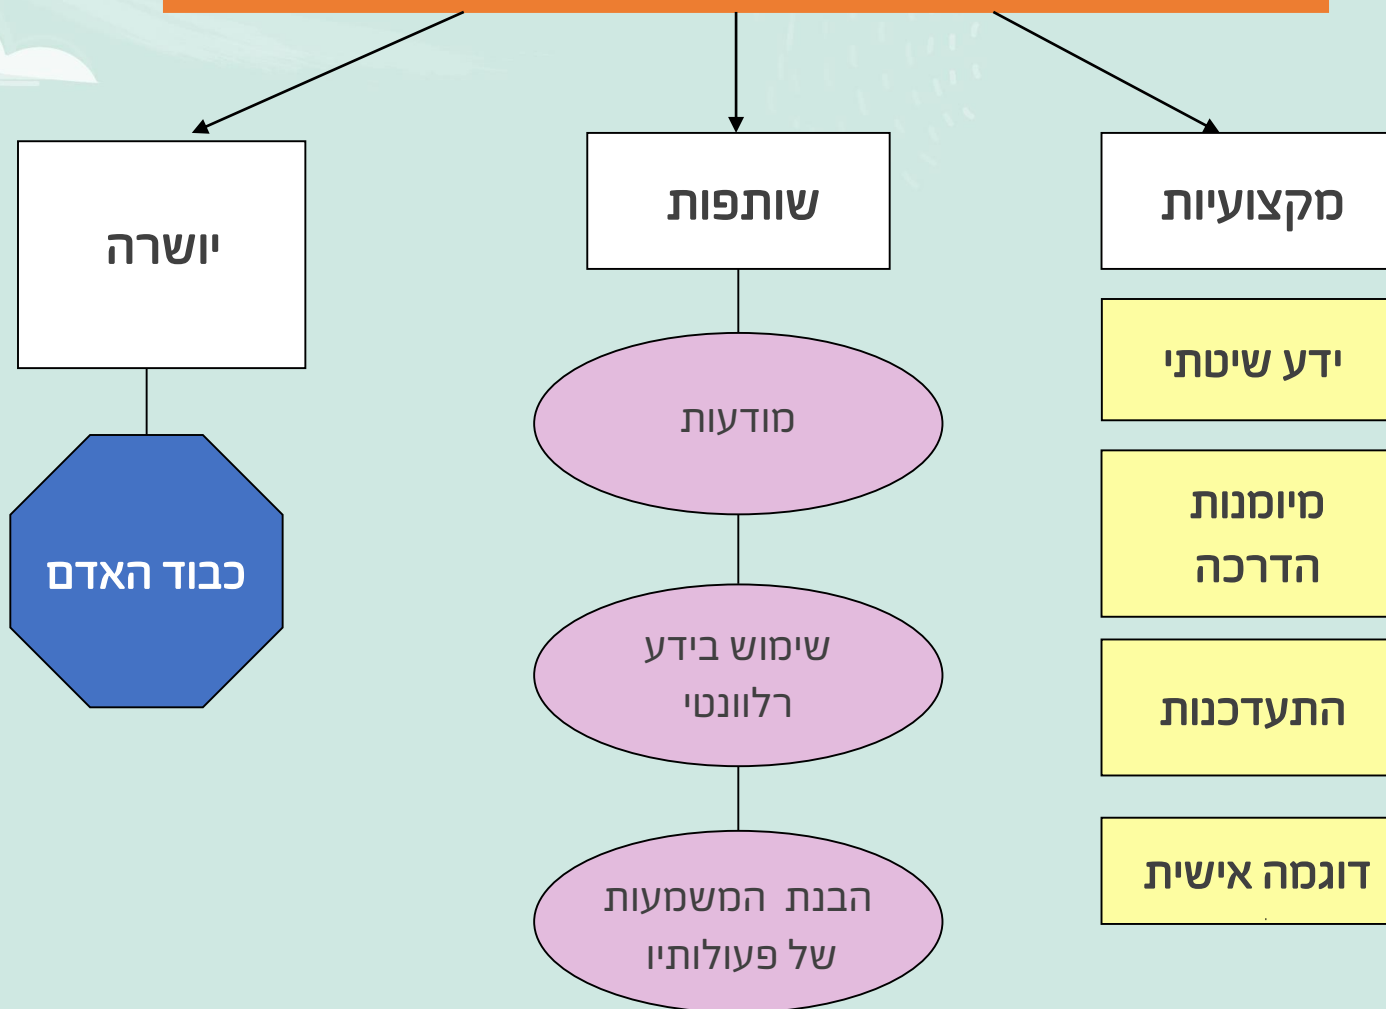 מקצועיות
ידע שיטתי
מיומנות
הדרכה
התעדכנות
דוגמה אישית
שותפות
מודעות
שימוש בידע
רלוונטי
הבנת המשמעות
של פעולותיו
יושרה
כבוד האדם